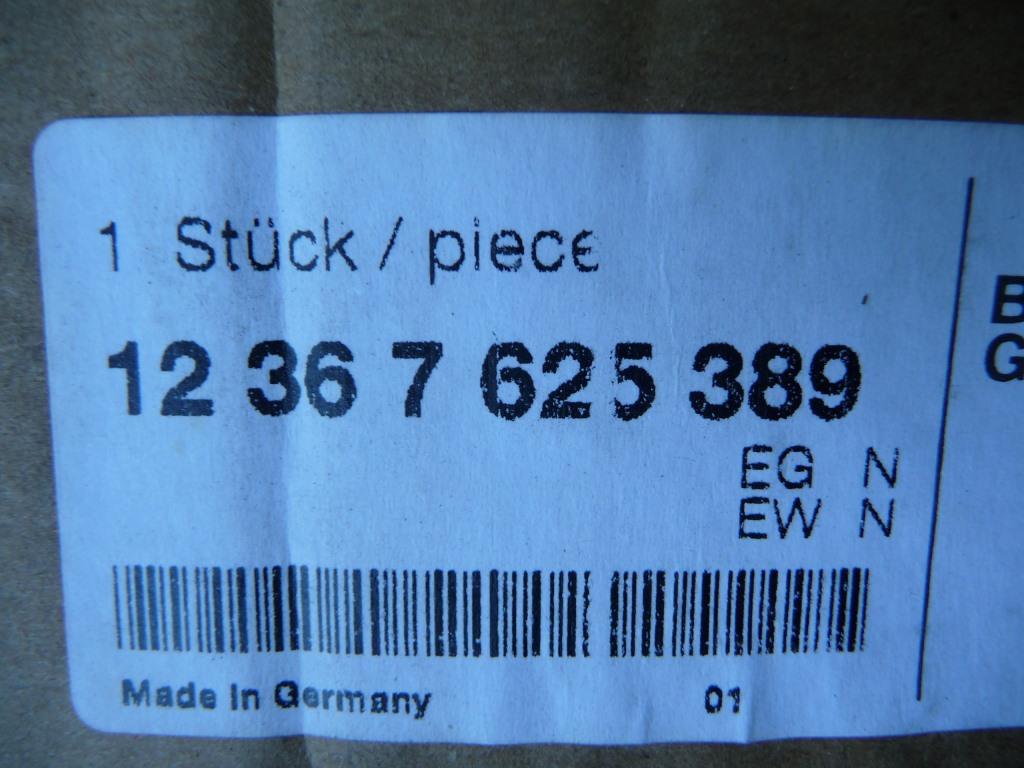 1 Stück / piece
12 36 7 625 389
EG N
EW N
Made In Germany 01
B
G